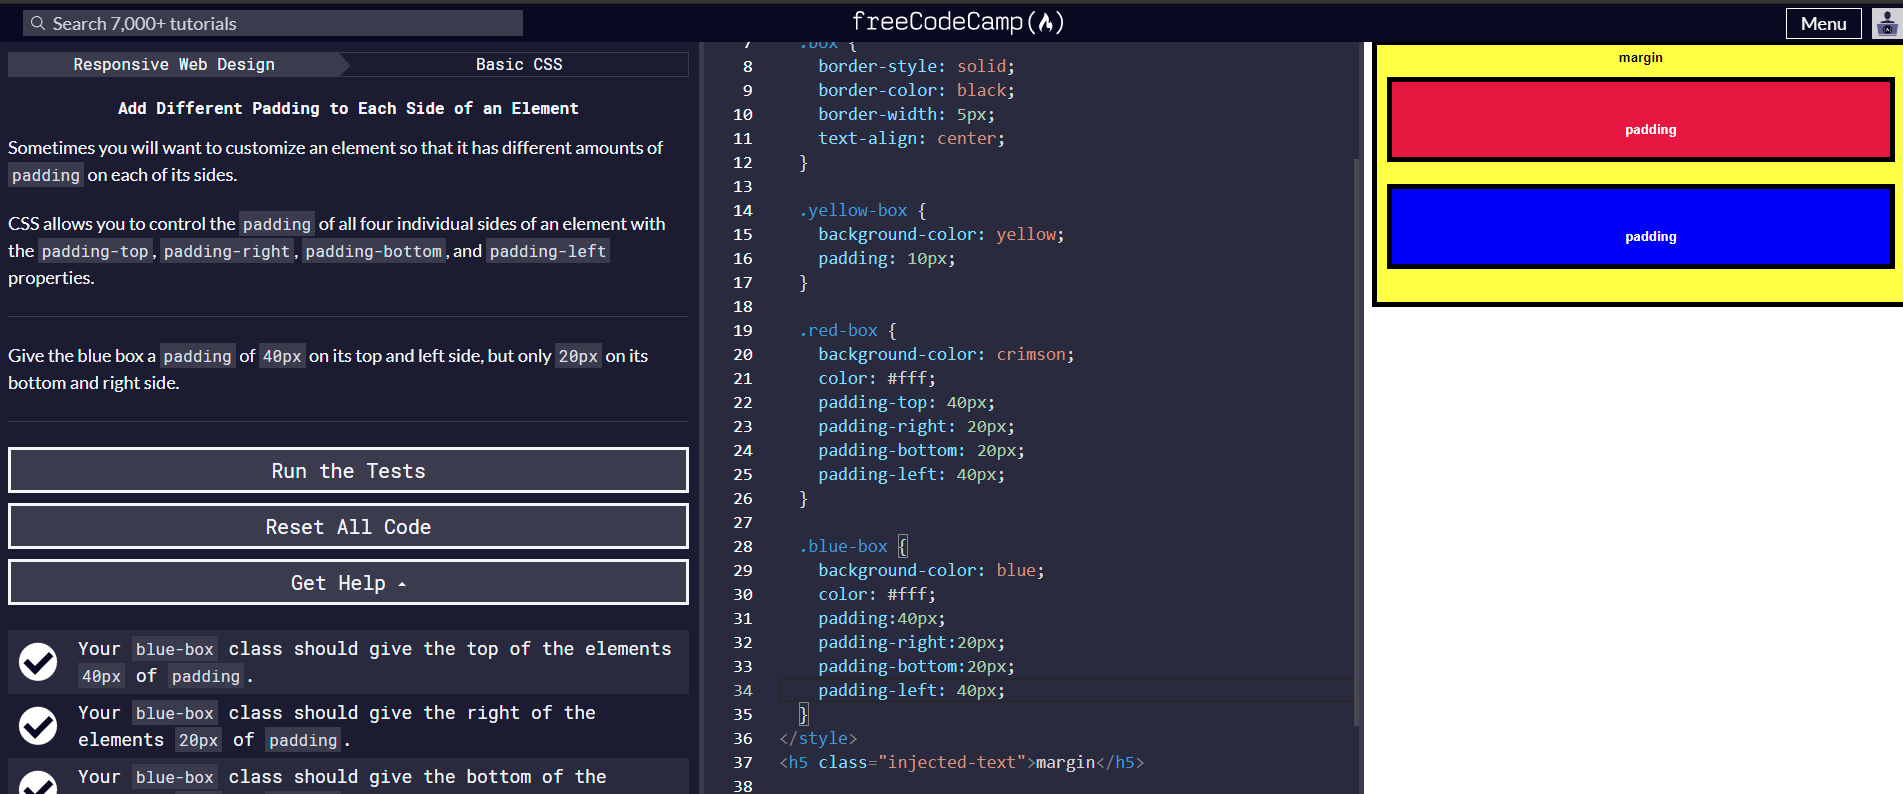 Search 7,000+ tutorials
freeCodeCamp
Menu
Responsive Web Design
Basic CSS
Add Different Padding to Each Side of an Element
Sometimes you will want to customize an element so that it has different amounts of
padding on each of its sides.
CSS allows you to control the padding of all four individual sides of an element with
the padding-top, padding-right, padding-bottom, and padding-left
properties.
Give the blue box a padding of 40px on its top and left side, but only 20px on its
bottom and right side.
Run the Tests
Reset All Code
Get Help
Your blue-box class should give the top of the elements
40px of padding.
Your blue-box class should give the right of the
elements 20px of padding.
Your blue-box class should give the bottom of the
7 .box {
8 border-style: solid;
9 border-color: black;
10 border-width: 5px;
11 text-align: center;
12 }
13
14 .yellow-box {
15 background-color: yellow;
16 padding: 10px;
17 }
18
19 .red-box {
20 background-color: crimson;
21 color: #fff;
22 padding-top: 40px;
23 padding-right: 20px;
24 padding-bottom: 20px;
25 padding-left: 40px;
26 }
27
28 .blue-box {
29 background-color: blue;
30 color: #fff;
31 padding:40px;
32 padding-right:20px;
33 padding-bottom:20px;
34 padding-left: 40px;
35 }
36 </style>
37 <h5 class="injected-text">margin</h5>
38
margin
padding
padding